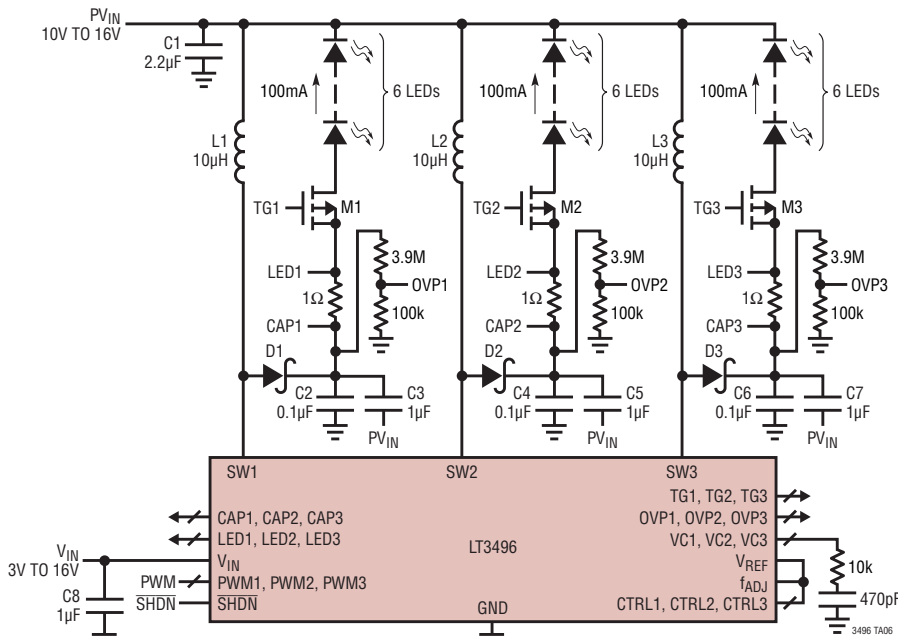 PVIN
10V TO 16V
C1
2.2µF
100mA
6 LEDs
100mA
6 LEDs
100mA
6 LEDs
L1
10µH
L2
10µH
L3
10µH
TG1
M1
TG2
M2
TG3
M3
3.9M
3.9M
3.9M
LED1
OVP1
LED2
OVP2
LED3
OVP3
1Ω
100k
1Ω
100k
1Ω
100k
CAP1
CAP2
CAP3
D1
D2
D3
C2
0.1µF
C3
1µF
C4
0.1µF
C5
1µF
C6
0.1µF
C7
1µF
PVIN
PVIN
PVIN
SW1
SW2
SW3
TG1, TG2, TG3
CAP1, CAP2, CAP3
OVP1, OVP2, OVP3
LED1, LED2, LED3
LT3496
VC1, VC2, VC3
VIN
3V TO 16V
VIN
VREF
10k
PWM
PWM1, PWM2, PWM3
fADJ
C8
1µF
SHDN
SHDN
GND
CTRL1, CTRL2, CTRL3
470pF
3496 TA06